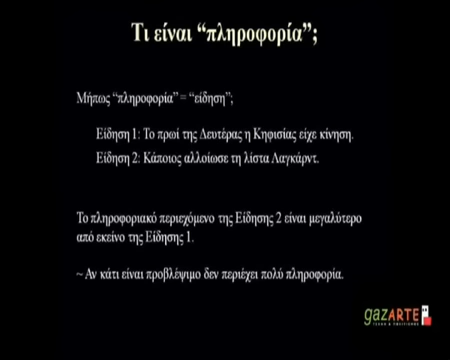 Τι είναι “πληροφορία”;
Μήπως “πληροφορία” = “είδηση”;
Είδηση 1: Το πρωί της Δευτέρας η Κηφισίας είχε κίνηση.
Είδηση 2: Κάποιος αλλοίωσε τη λίστα Λαγκάρντ.
Το πληροφοριακό περιεχόμενο της Είδησης 2 είναι μεγαλύτερο
από εκείνο της Είδησης 1.
~ Αν κάτι είναι προβλέψιμο δεν περιέχει πολύ πληροφορία.
gazARTE
ΤΕΧΝΗ & ΠΟΛΙΤΙΣΜΟΣ